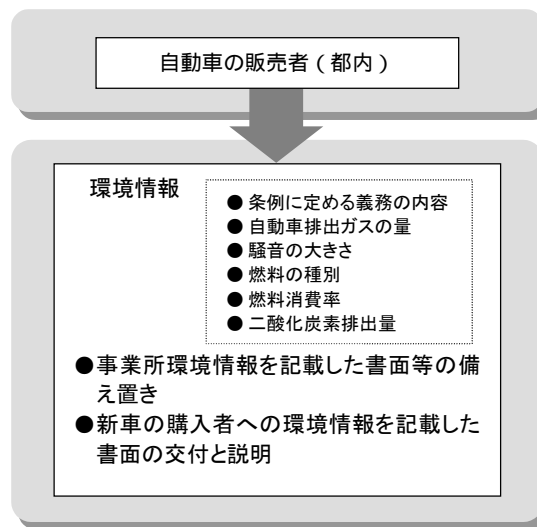 自動車の販売者(都内)
環境情報
●条例に定める義務の内容
●自動車排出ガスの量
●騒音の大きさ
●燃料の種別
●燃料消費率
●二酸化炭素排出量
●事業所環境情報を記載した書面等の備
え置き
●新車の購入者への環境情報を記載した
書面の交付と説明